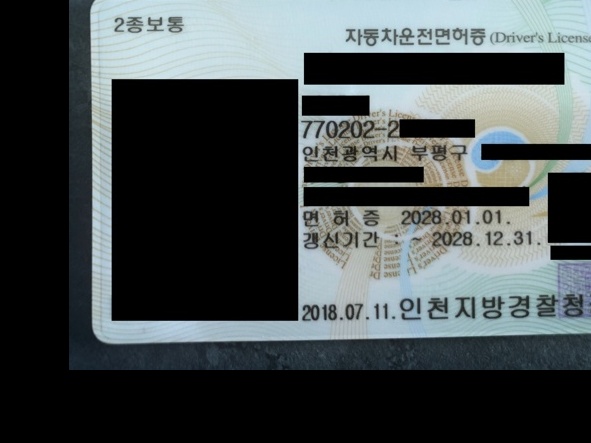 2종보통
자동차운전면허증 (Driver's License
770202-2
인천광역시 부평구
면 허 증 2028.01.01.
갱신기간 : ~ 2028.12.31.
2018.07.11. 인천지방경찰청